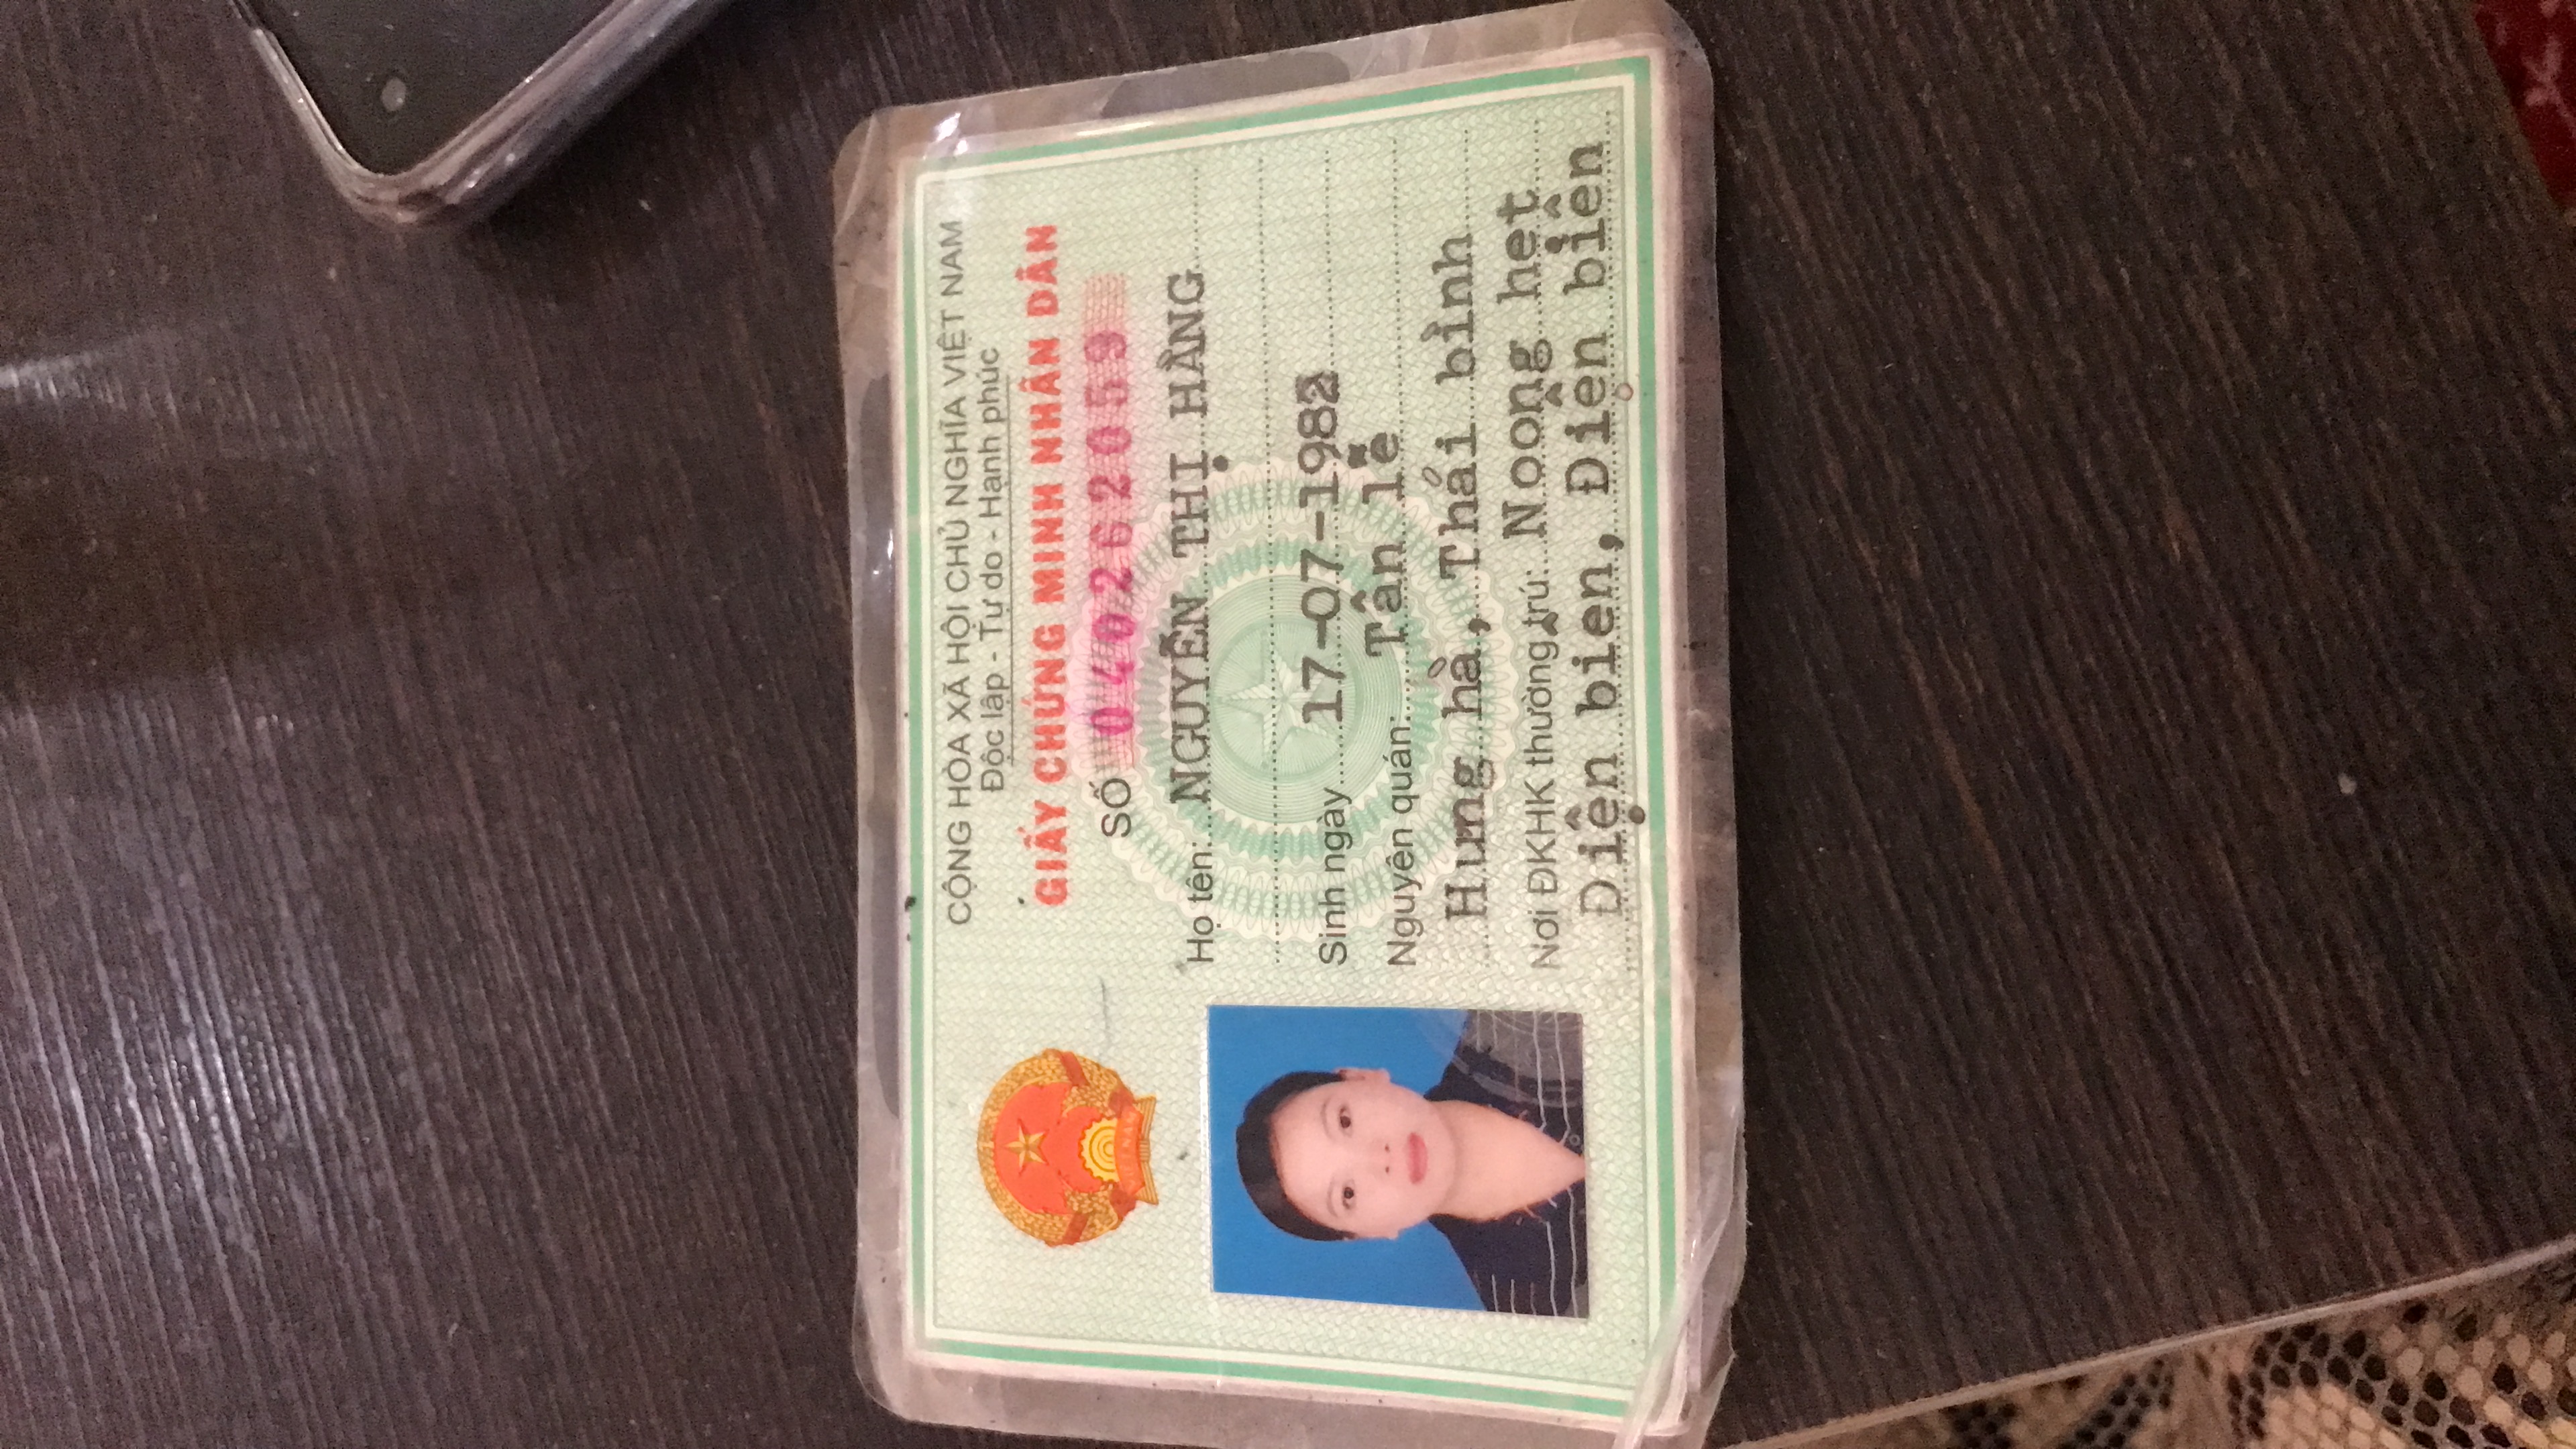 CỘNG HÒA XÃ HỘI CHỦ NGHĨA VIỆT NAM
Độc lập - Tự do - Hạnh phúc
GIẤY CHỨNG MINH NHÂN DÂN
SỐ 040262059
Họ tên: NGUYỄN THỊ HẰNG
Sinh ngày 17-07-1982
Nguyên quán: Tân lẽ
Hưng hà, Thái bình
Nơi ĐKHK thường trú: Noong hẹt
Điện biên, Điện biên
VIỆT NAM